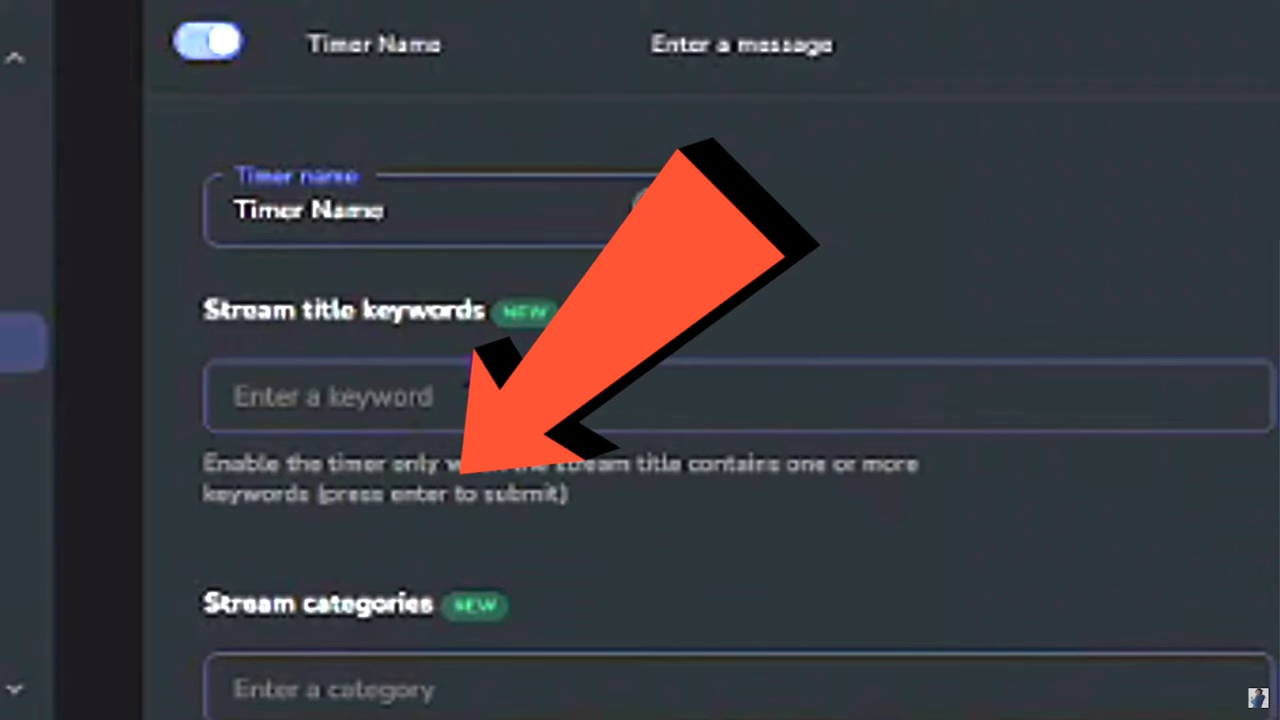 Timer Name
Enter a message
Timer name
Timer Name
Stream title keywords NEW
Enter a keyword
Enable the timer only the stream title contains one or more
keywords (press enter to submit)
Stream categories NEW
Enter a category